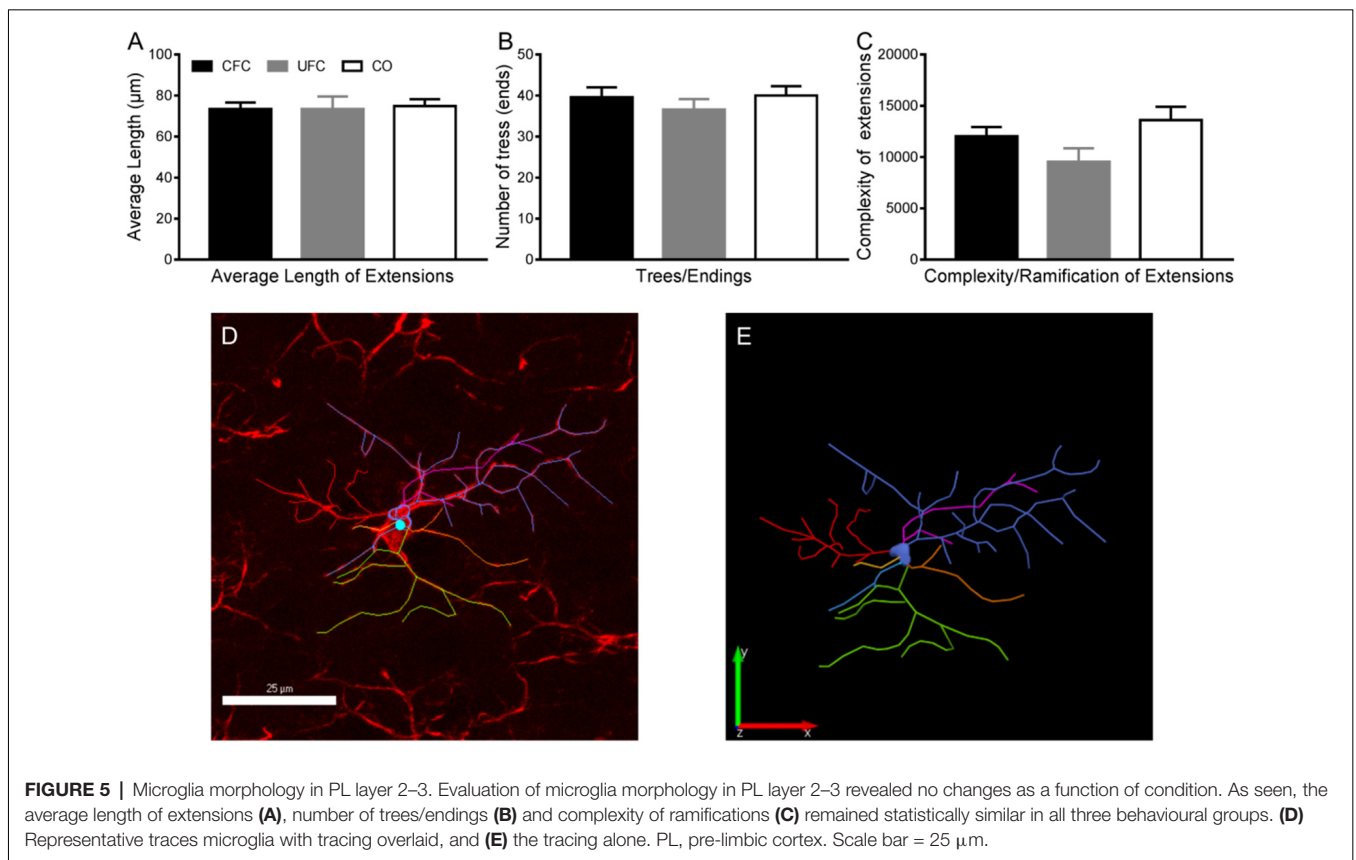 A
Average Length (µm)
100
80
60
40
20
0
CFC UFC CO
Average Length of Extensions
B
Number of tress (ends)
50
40
30
20
10
0
Trees/Endings
C
Complexity of extensions
20000
15000
10000
5000
0
Complexity/Ramification of Extensions
D
25 µm
E
y
z
x
FIGURE 5 | Microglia morphology in PL layer 2–3. Evaluation of microglia morphology in PL layer 2–3 revealed no changes as a function of condition. As seen, the
average length of extensions (A), number of trees/endings (B) and complexity of ramifications (C) remained statistically similar in all three behavioural groups. (D)
Representative traces microglia with tracing overlaid, and (E) the tracing alone. PL, pre-limbic cortex. Scale bar = 25 µm.